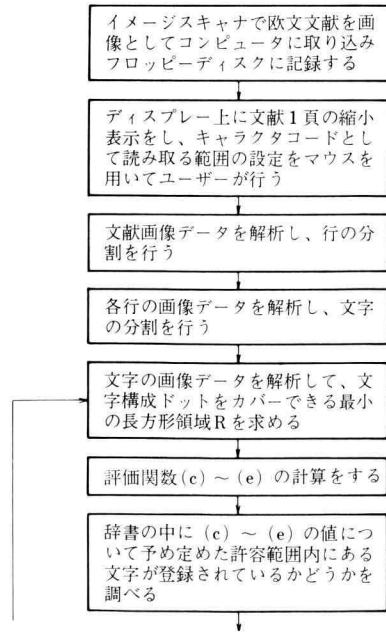 イメージスキャナで欧文文献を画
像としてコンピュータに取り込み
フロッピーディスクに記録する
ディスプレー上に文献1頁の縮小
表示をし、キャラクタコードとし
て読み取る範囲の設定をマウスを
用いてユーザーが行う
文献画像データを解析し、行の分
割を行う
各行の画像データを解析し、文字
の分割を行う
文字の画像データを解析して、文
字構成ドットをカバーできる最小
の長方形領域Rを求める
評価関数(c)~(e)の計算をする
辞書の中に(c)~(e)の値につ
いて予め定めた許容範囲内にある
文字が登録されているかどうかを
調べる